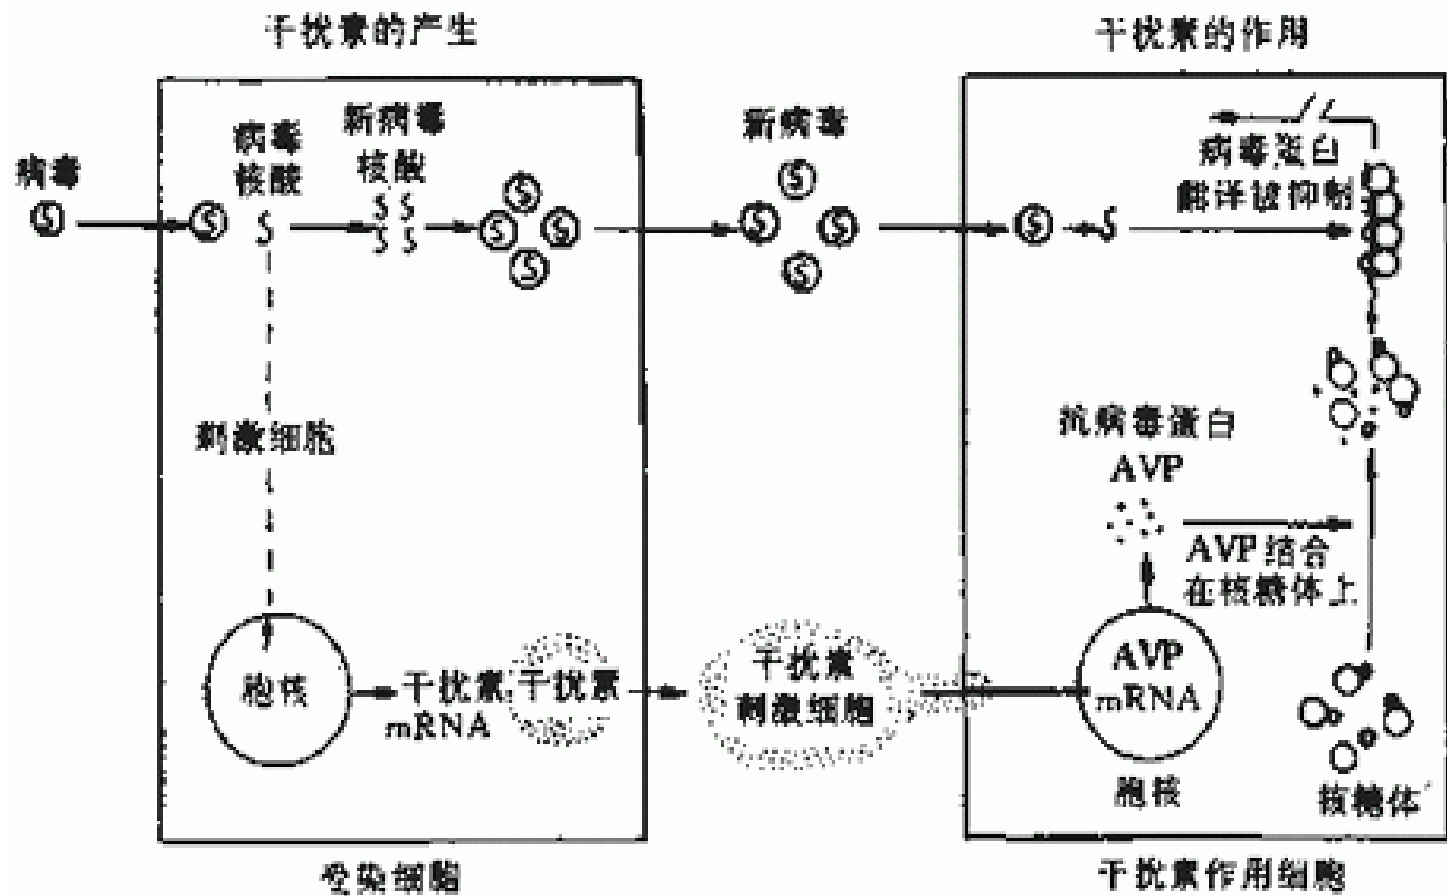 干扰素的产生
干扰素的作用
病毒
病毒
核酸
新病毒
核酸
新病毒
病毒蛋白
翻译被抑制
刺激细胞
抗病毒蛋白
AVP
AVP 结合
在核糖体上
胞核
干扰素
mRNA
干扰素
干扰素
刺激细胞
AVP
mRNA
胞核
核糖体
受染细胞
干扰素作用细胞